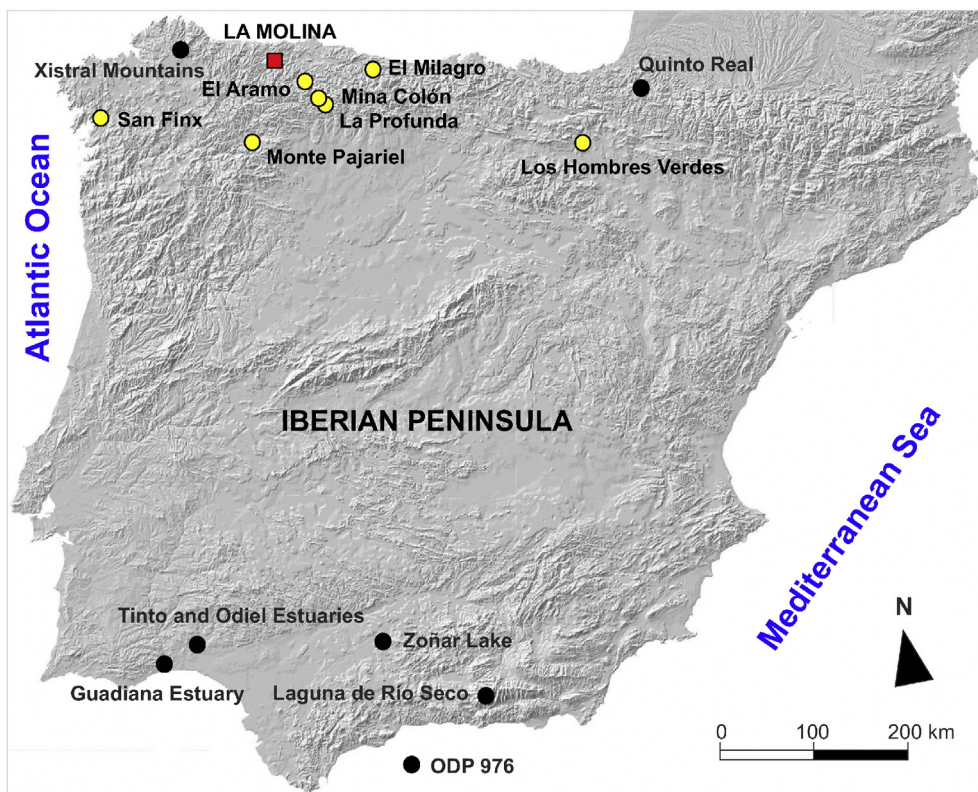 LA MOLINA
Xistral Mountains
El Milagro
Quinto Real
El Aramo
Mina Colón
La Profunda
San Finx
Monte Pajariel
Los Hombres Verdes
Atlantic Ocean
IBERIAN PENINSULA
Mediterranean Sea
N
Tinto and Odiel Estuaries
Zoñar Lake
Guadiana Estuary
Laguna de Río Seco
0 100 200 km
ODP 976